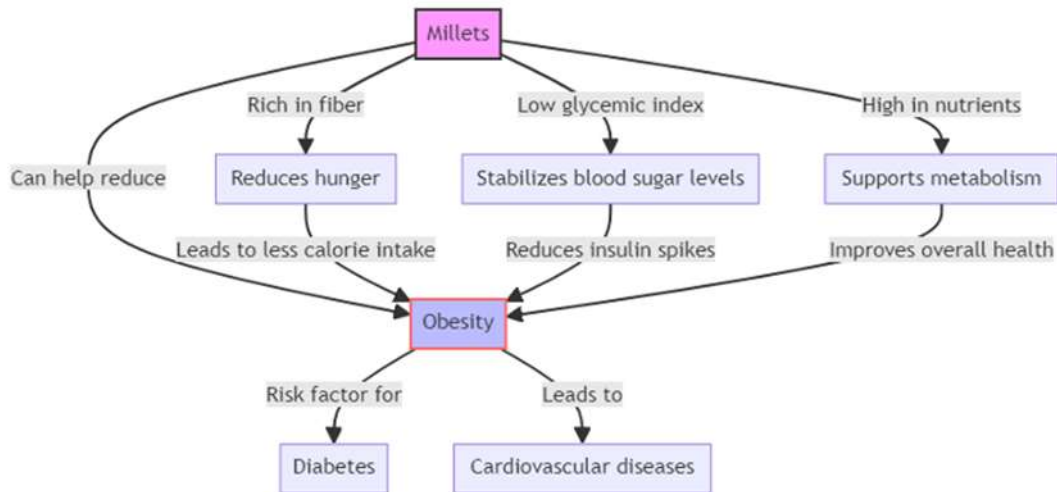 Millets
Rich in fiber
Low glycemic index
High in nutrients
Can help reduce
Reduces hunger
Stabilizes blood sugar levels
Supports metabolism
Leads to less calorie intake
Reduces insulin spikes
Improves overall health
Obesity
Risk factor for
Leads to
Diabetes
Cardiovascular diseases